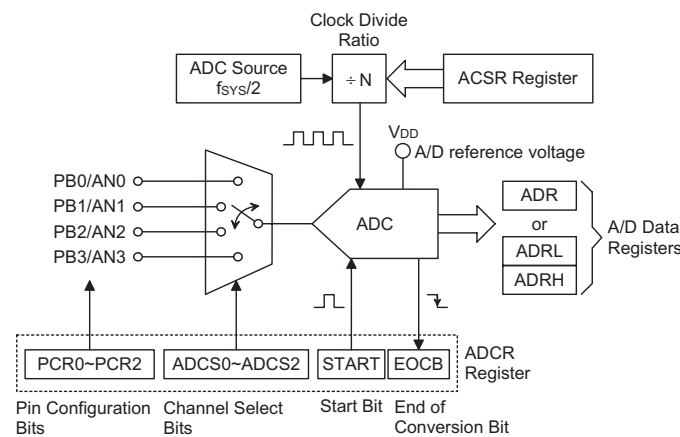 Clock Divide
Ratio
ADC Source
fSYS/2
÷ N
ACSR Register
VDD
A/D reference voltage
PB0/AN0
PB1/AN1
PB2/AN2
PB3/AN3
ADC
ADR
or
ADRL
ADRH
A/D Data
Registers
PCR0~PCR2
ADCS0~ADCS2
START
EOCB
ADCR
Register
Pin Configuration
Bits
Channel Select
Bits
Start Bit
End of
Conversion Bit